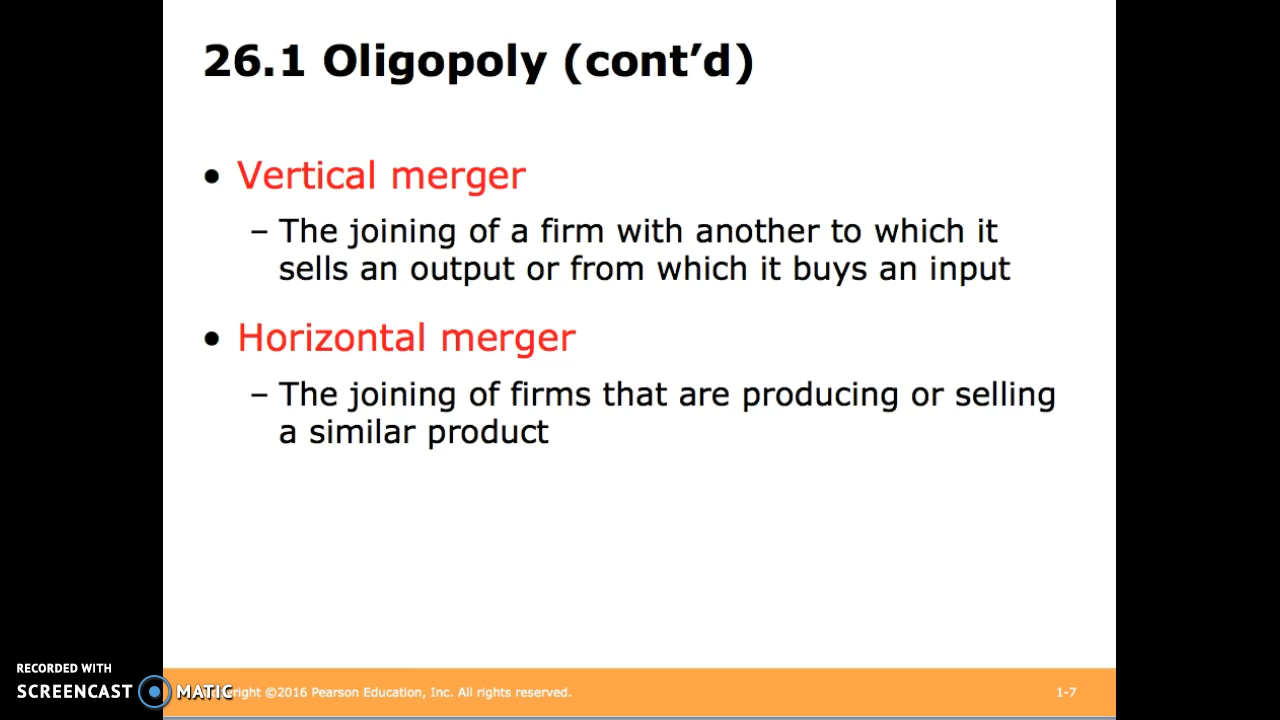 26.1 Oligopoly (cont’d)
• Vertical merger
– The joining of a firm with another to which it
sells an output or from which it buys an input
• Horizontal merger
– The joining of firms that are producing or selling
a similar product
RECORDED WITH
SCREENCAST MATIC
right ©2016 Pearson Education, Inc. All rights reserved.
1-7